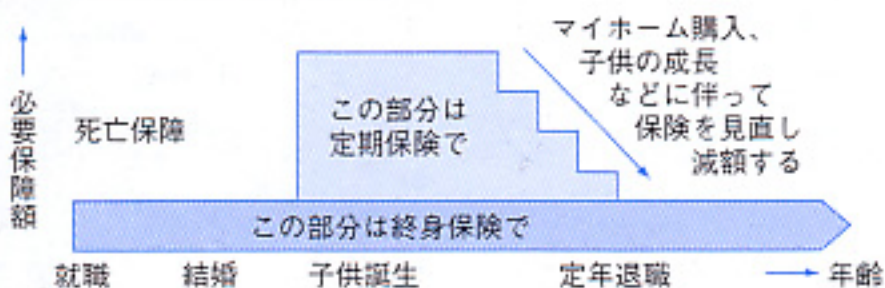 必要保障額
死亡保障
この部分は
定期保険で
マイホーム購入、
子供の成長
などに伴って
保険を見直し
減額する
この部分は終身保険で
就職
結婚
子供誕生
定年退職
年齢